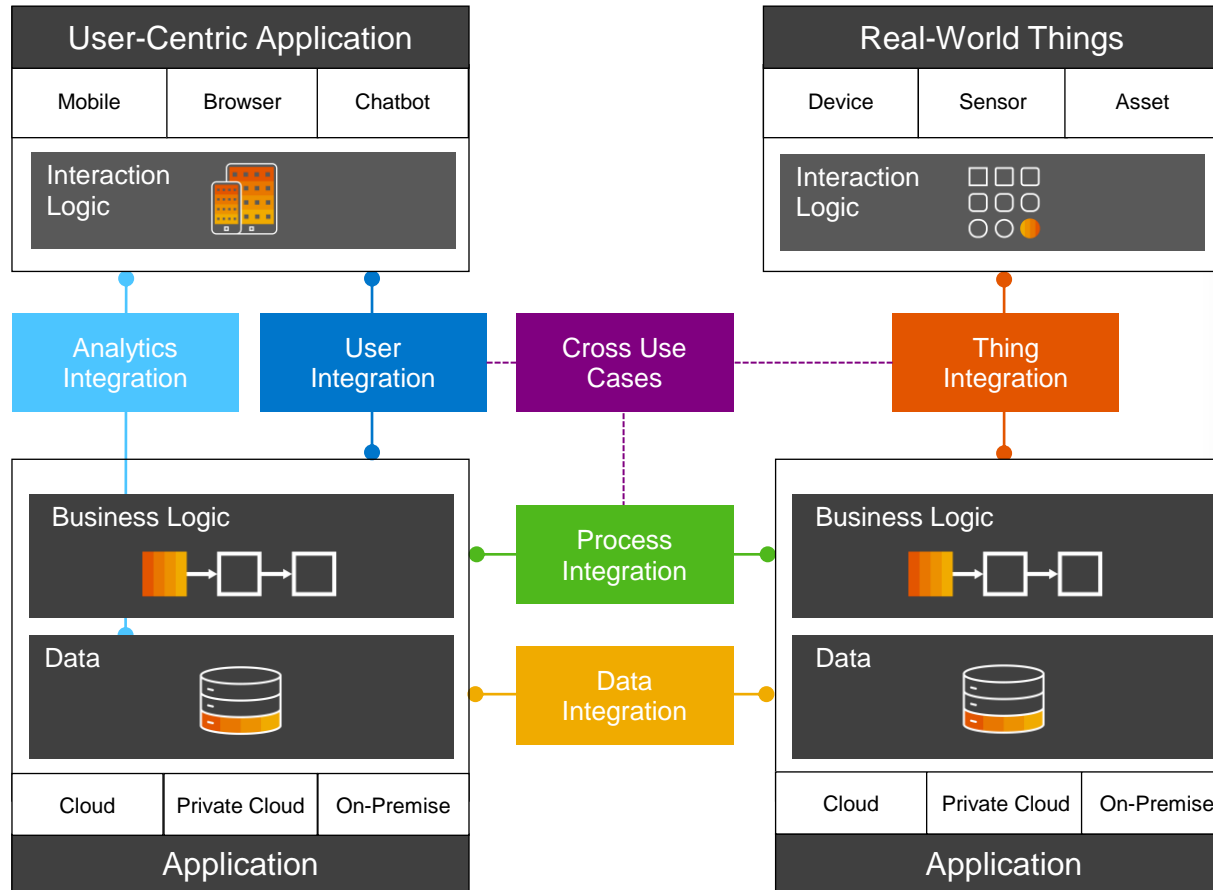 User-Centric Application
Mobile
Browser
Chatbot
Interaction
Logic
Real-World Things
Device
Sensor
Asset
Interaction
Logic
Analytics
Integration
User
Integration
Cross Use
Cases
Thing
Integration
Business Logic
Data
Cloud
Private Cloud
On-Premise
Application
Process
Integration
Data
Integration
Business Logic
Data
Cloud
Private Cloud
On-Premise
Application